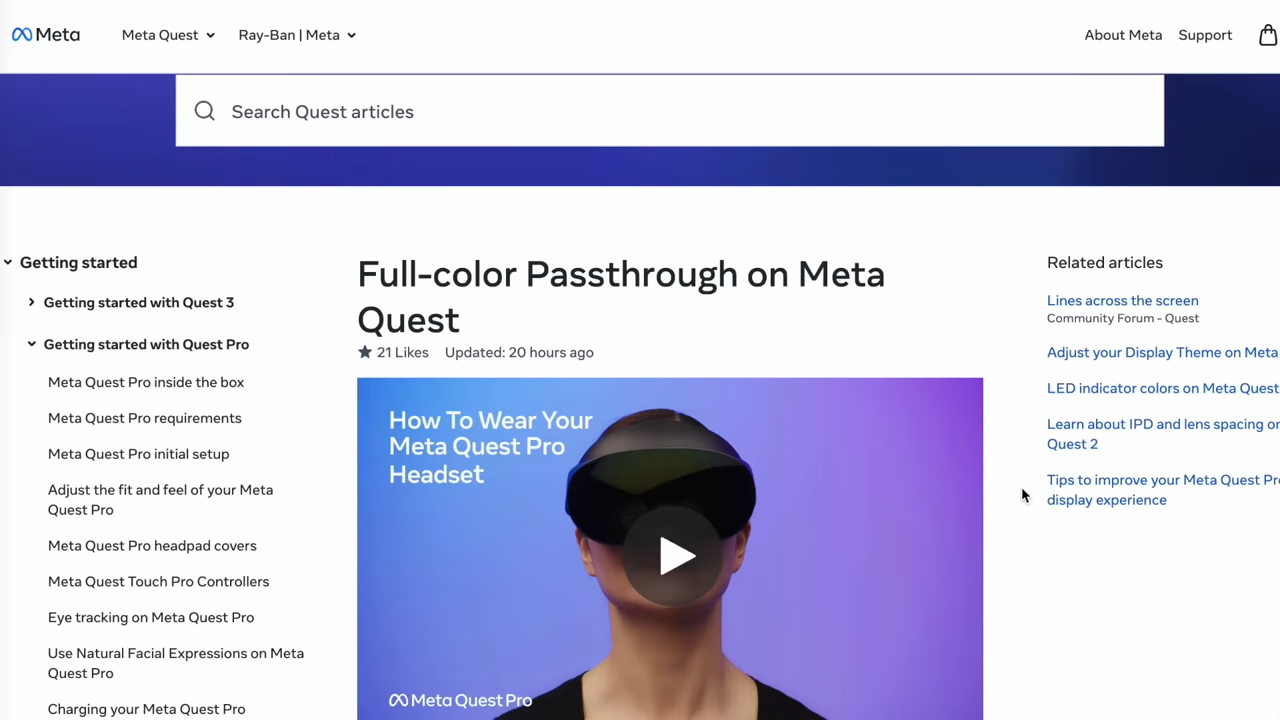 Meta
Meta Quest
Ray-Ban | Meta
About Meta
Support
Search Quest articles
Getting started
Getting started with Quest 3
Getting started with Quest Pro
Meta Quest Pro inside the box
Meta Quest Pro requirements
Meta Quest Pro initial setup
Adjust the fit and feel of your Meta
Quest Pro
Meta Quest Pro headpad covers
Meta Quest Touch Pro Controllers
Eye tracking on Meta Quest Pro
Use Natural Facial Expressions on Meta
Quest Pro
Charging your Meta Quest Pro
Full-color Passthrough on Meta
Quest
21 Likes Updated: 20 hours ago
How To Wear Your
Meta Quest Pro
Headset
Meta Quest Pro
Related articles
Lines across the screen
Community Forum - Quest
Adjust your Display Theme on Meta
LED indicator colors on Meta Quest
Learn about IPD and lens spacing on
Quest 2
Tips to improve your Meta Quest Pro
display experience